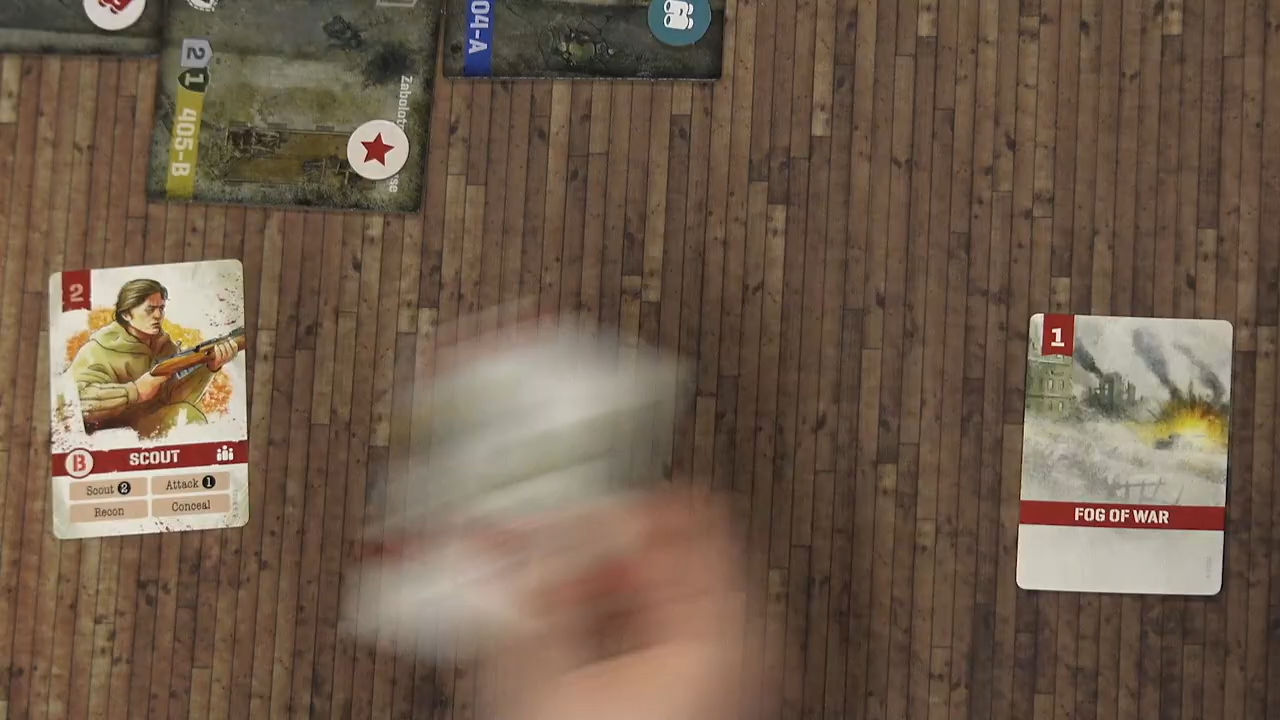 04-A
2
1
405-B
2
SCOUT
B
Scout 2
Attack 1
Recon
Conceal
1
FOG OF WAR